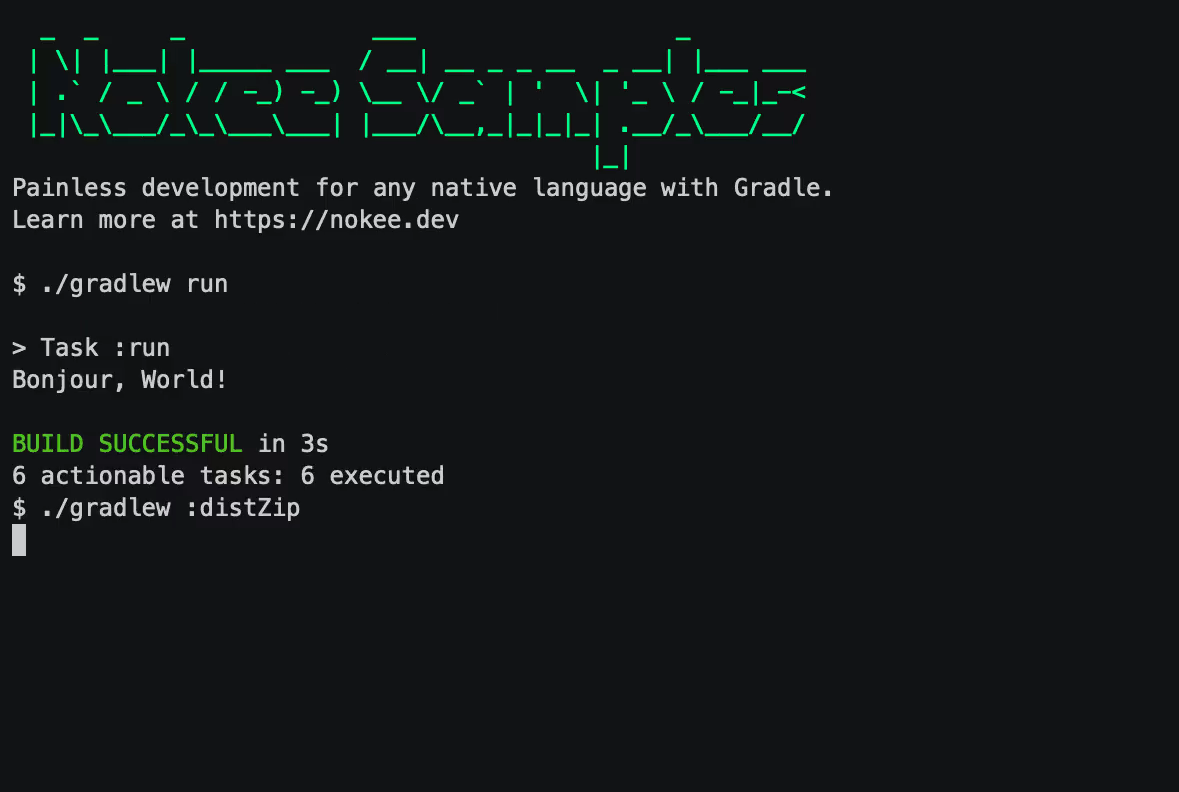 Nokee Samples
Painless development for any native language with Gradle.
Learn more at https://nokee.dev
$ ./gradlew run
> Task :run
Bonjour, World!
BUILD SUCCESSFUL in 3s
6 actionable tasks: 6 executed
$ ./gradlew :distZip